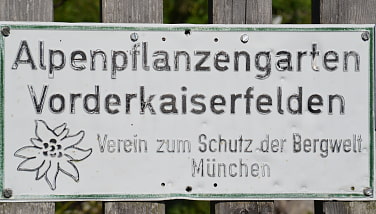 Alpenpflanzengarten
Vorderkaiserfelden
Verein zum Schutz der Bergwelt
München